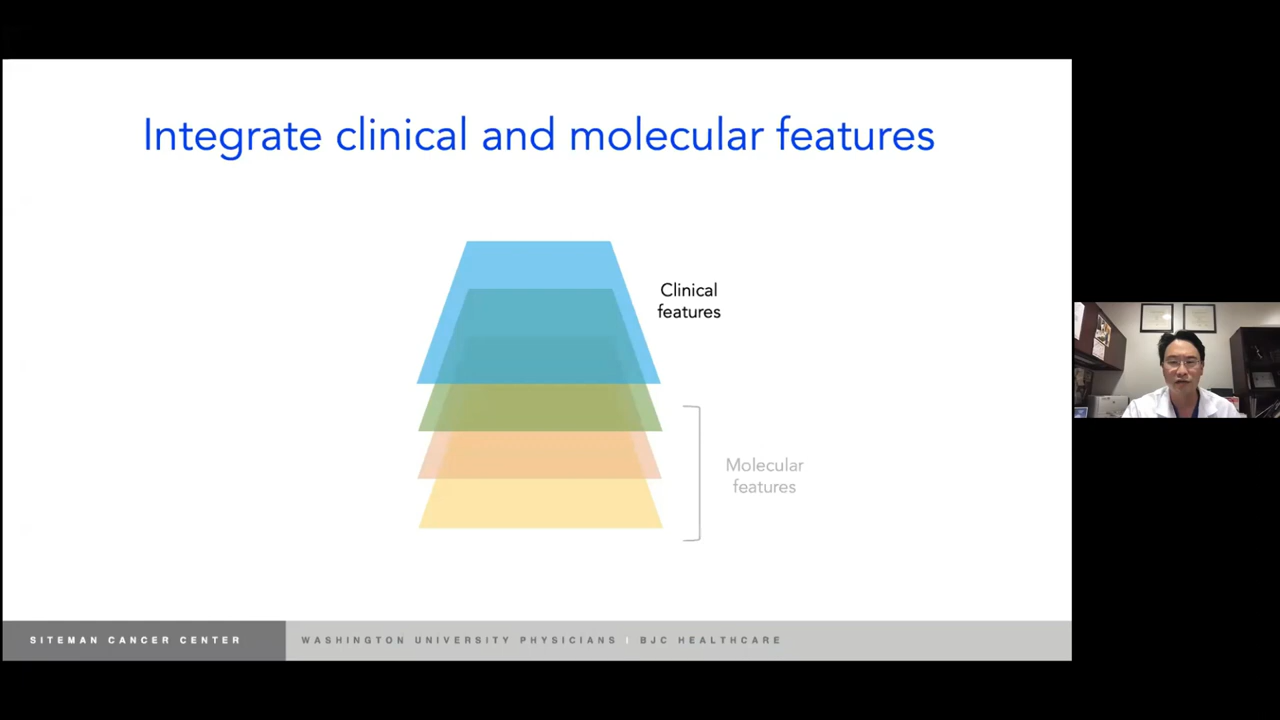 Integrate clinical and molecular features
Clinical
features
Molecular
features
SITEMAN CANCER CENTER
WASHINGTON UNIVERSITY PHYSICIANS | BJC HEALTHCARE